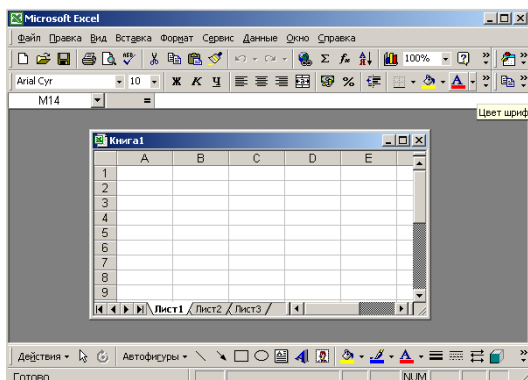 Microsoft Excel
Файл Правка Вид Вставка Формат Сервис Данные Окно Справка
100%
Arial Cyr 10 Ж К Ч %
M14 =
Цвет шриф
Книга1
A B C D E
1
2
3
4
5
6
7
8
9
Лист1 Лист2 Лист3
Действия Автофигуры
Готово NUM